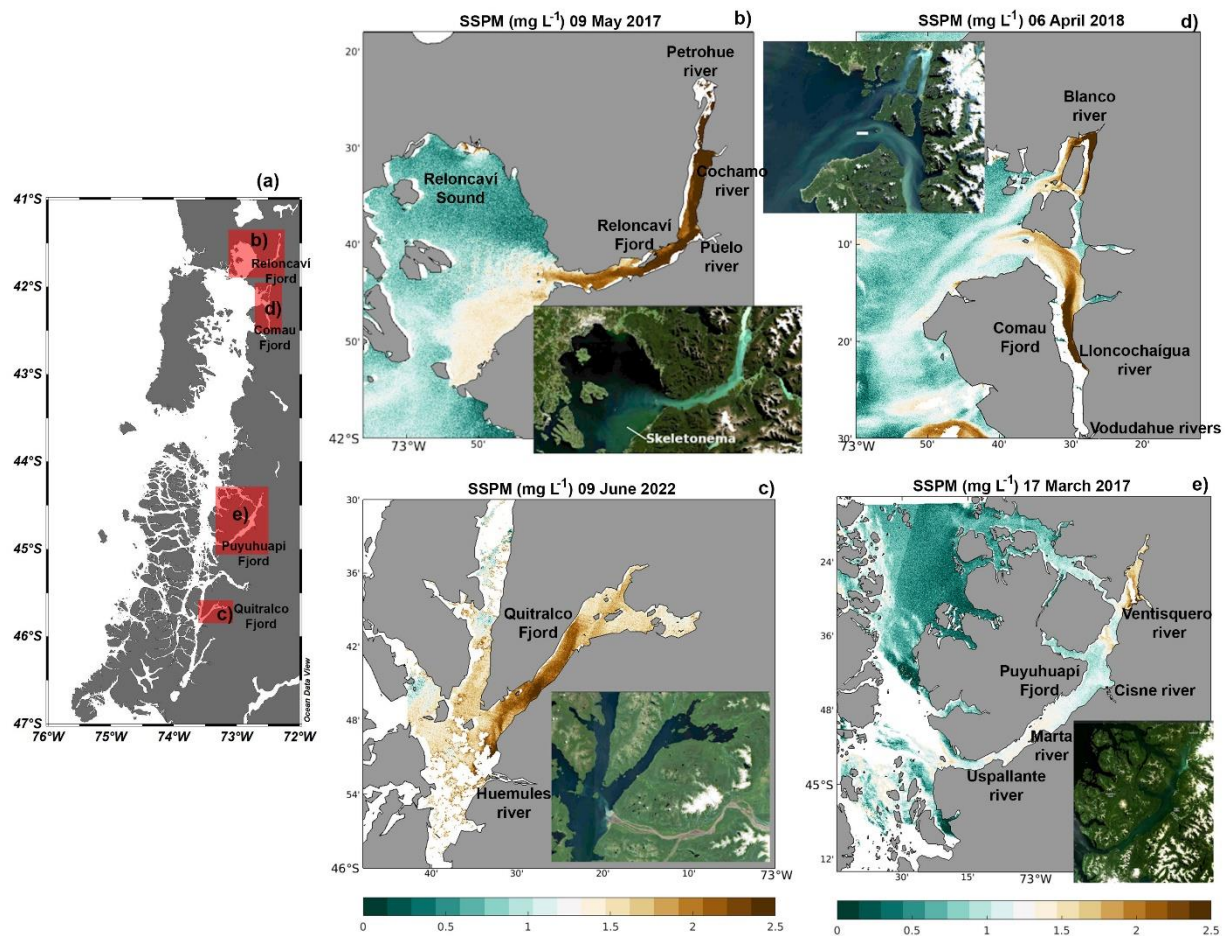 (a)
41°S
42°S
43°S
44°S
45°S
46°S
47°S
76°W
75°W
74°W
73°W
72°W
b)
Reloncaví
Fjord
d)
Comau
Fjord
e)
Puyuhuapi
Fjord
Quitralco
c)
Fjord
Ocean Data View
SSPM (mg L⁻¹) 09 May 2017
b)
20'
30'
40'
50'
42°S
73°W
50'
Petrohue
river
Cochamo
river
Reloncaví
Sound
Reloncaví
Fjord
Puelo
river
Skeletonema
SSPM (mg L⁻¹) 06 April 2018
d)
Blanco
river
10'
20'
30'
Comau
Fjord
Lloncochaígua
river
Vodudahue rivers
50'
40'
20'
SSPM (mg L⁻¹) 09 June 2022
c)
30'
36'
42'
48'
54'
46°S
Quitralco
Fjord
Huemules
river
40'
30'
20'
10'
73°W
0
0.5
1
1.5
2
2.5
SSPM (mg L⁻¹) 17 March 2017
e)
24'
36'
48'
45°S
12'
Ventisquero
river
Puyuhuapi
Fjord
Cisne river
Marta
river
Uspallante
river
30'
15'
73°W
0
0.5
1
1.5
2
2.5